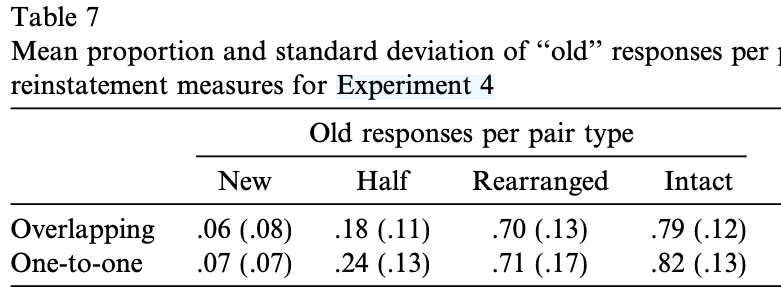 Table 7
Mean proportion and standard deviation of “old” responses per
reinstatement measures for Experiment 4
Old responses per pair type
New Half Rearranged Intact
Overlapping .06 (.08) .18 (.11) .70 (.13) .79 (.12)
One-to-one .07 (.07) .24 (.13) .71 (.17) .82 (.13)